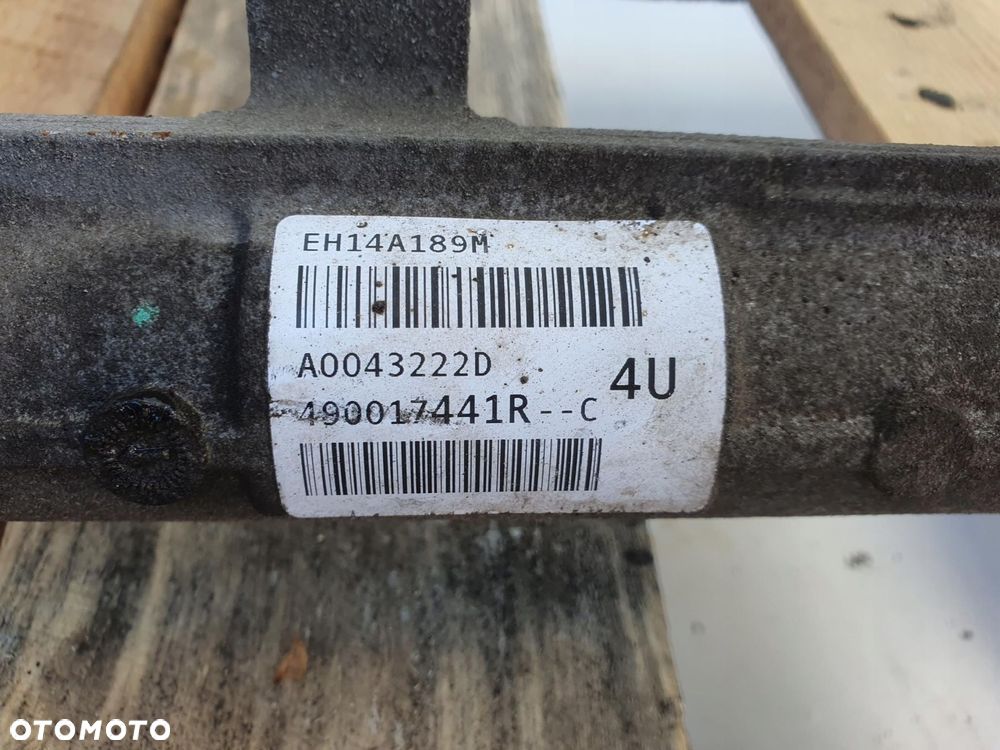 EH14A189M
A0043222D
4U
490017441R--C
OTOMOTO